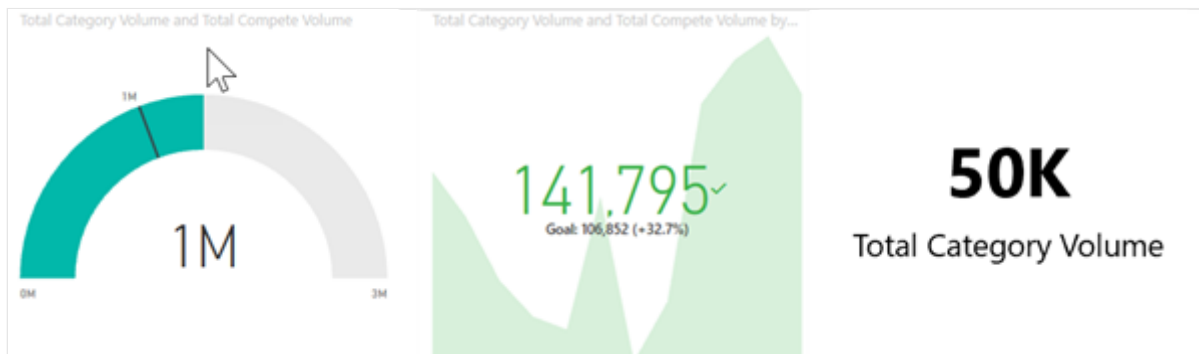 Total Category Volume and Total Compete Volume
1M
1M
0M
3M
Total Category Volume and Total Compete Volume by...
141,795
Goal: 106,852 (+32.7%)
50K
Total Category Volume